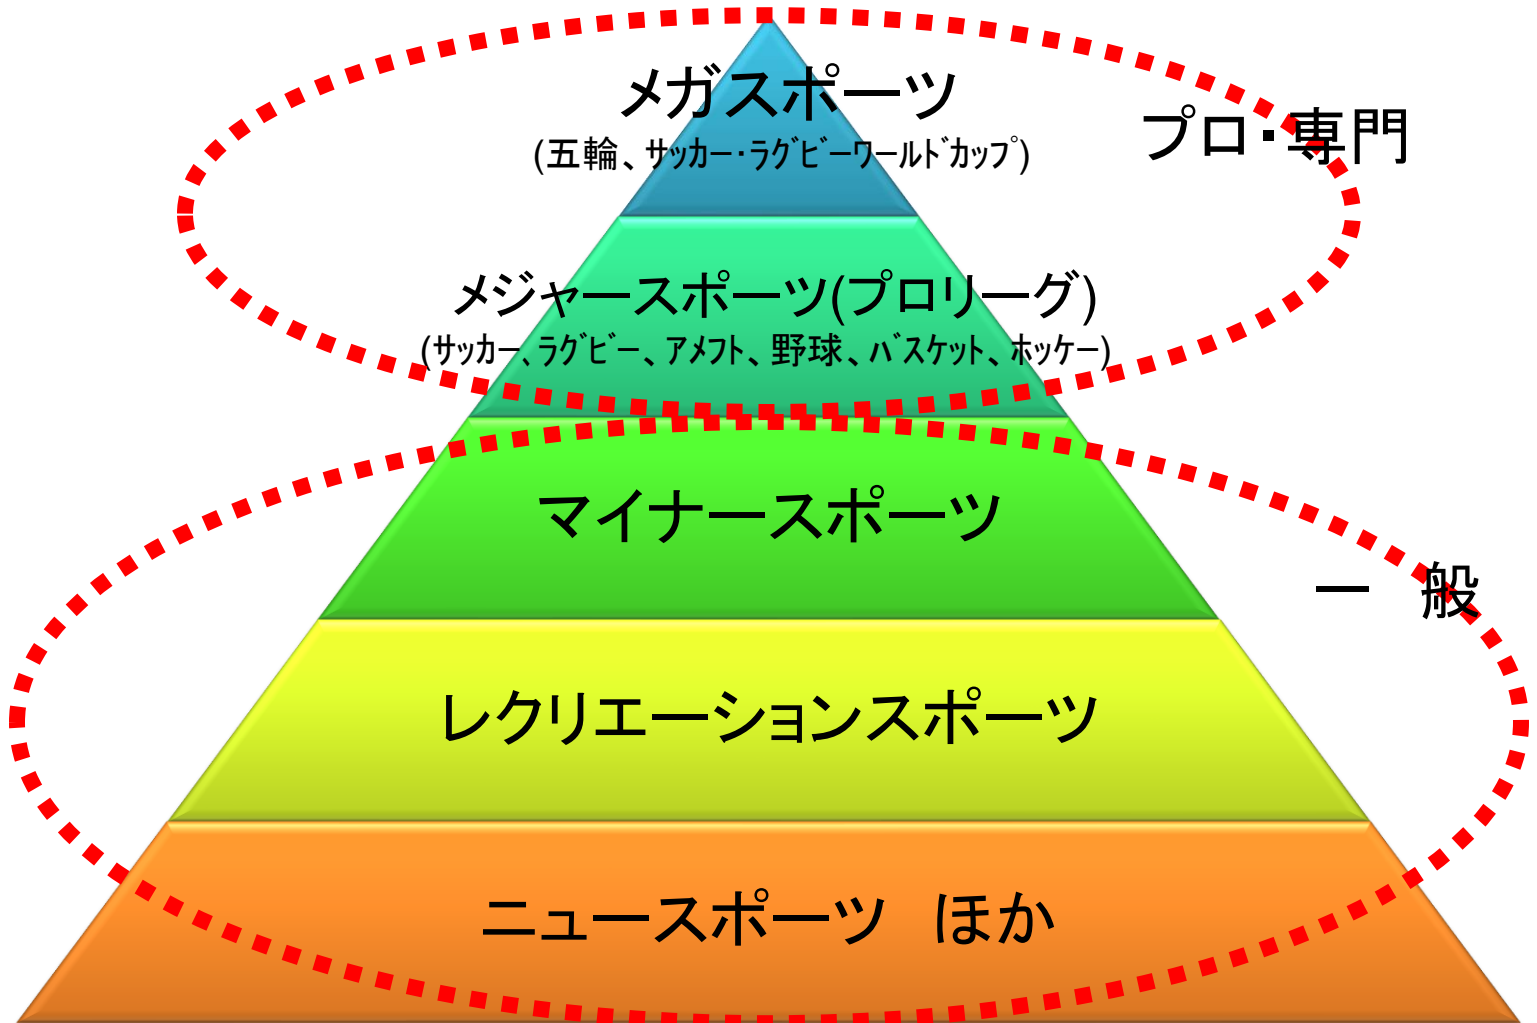 メガスポーツ
(五輪、ｻｯｶｰ･ﾗｸﾞﾋﾞｰﾜｰﾙﾄﾞｶｯﾌﾟ)
プロ・専門
メジャースポーツ(プロリーグ)
(ｻｯｶｰ、ﾗｸﾞﾋﾞｰ、ｱﾒﾌﾄ、野球、ﾊﾞｽｹｯﾄ、ﾎｯｹｰ)
マイナースポーツ
一　般
レクリエーションスポーツ
ニュースポーツ　ほか